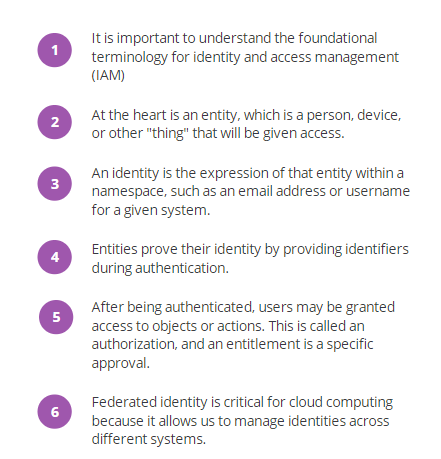 1
It is important to understand the foundational
terminology for identity and access management
(IAM)
2
At the heart is an entity, which is a person, device,
or other "thing" that will be given access.
3
An identity is the expression of that entity within a
namespace, such as an email address or username
for a given system.
4
Entities prove their identity by providing identifiers
during authentication.
5
After being authenticated, users may be granted
access to objects or actions. This is called an
authorization, and an entitlement is a specific
approval.
6
Federated identity is critical for cloud computing
because it allows us to manage identities across
different systems.